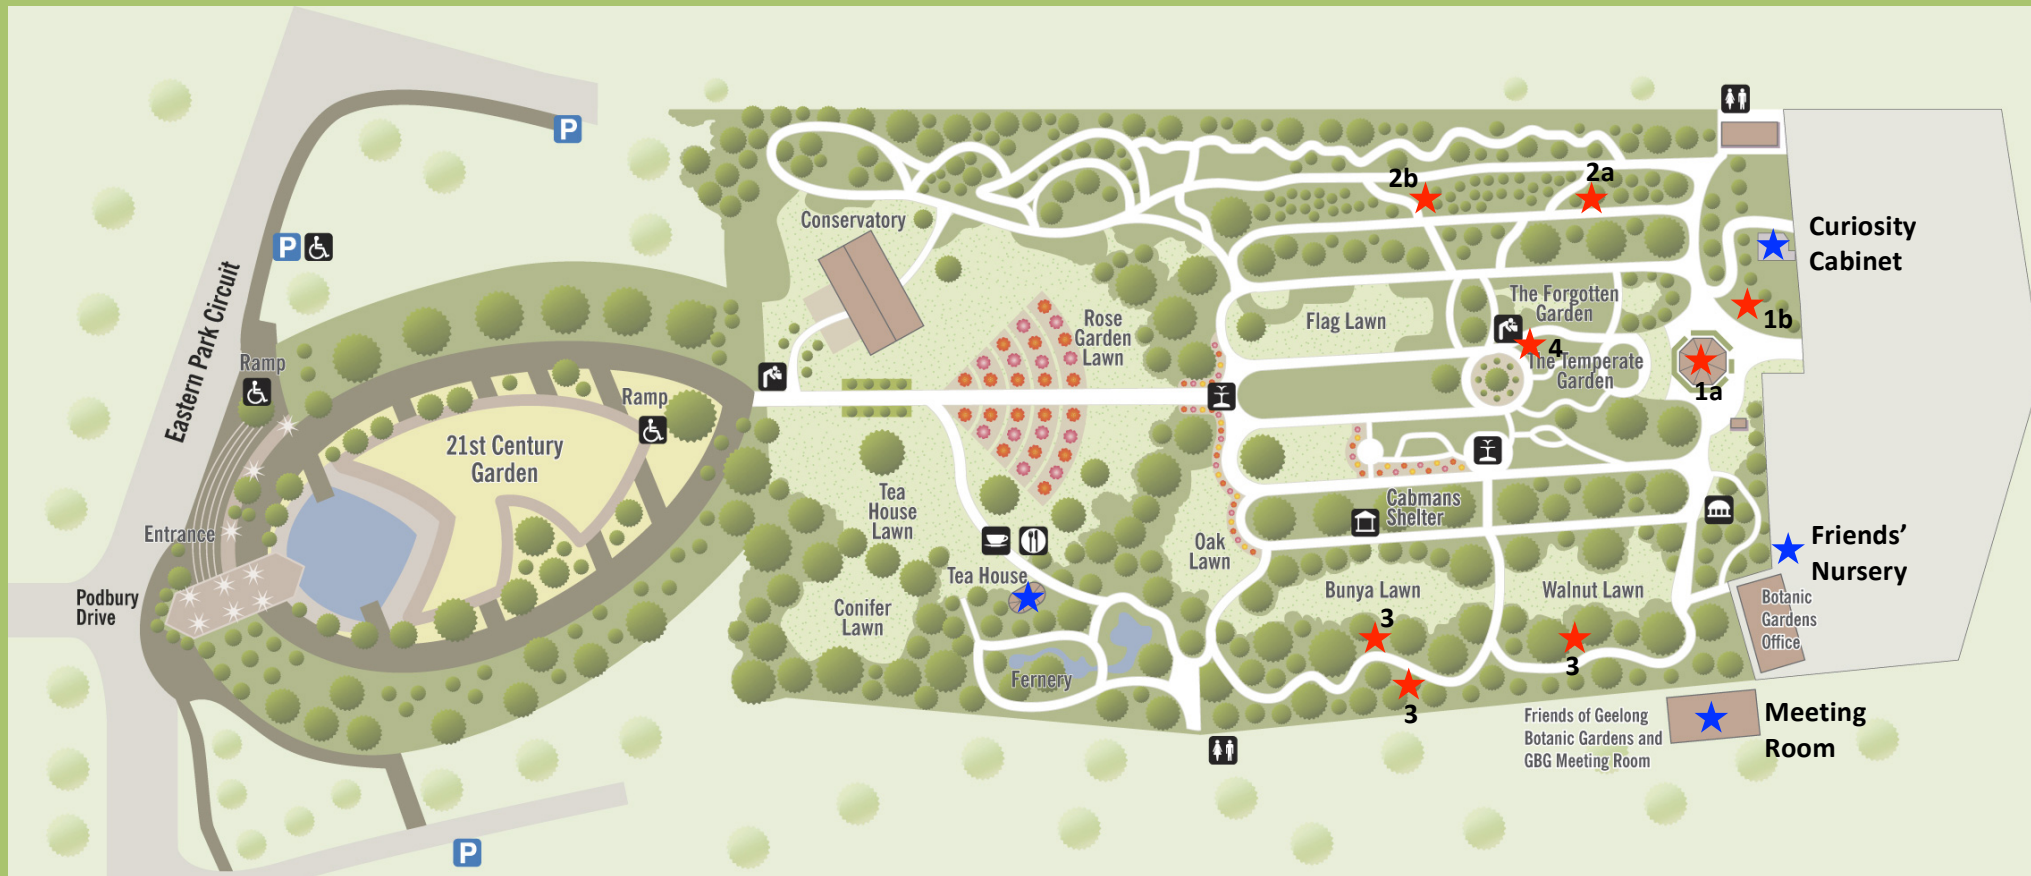 P
2b
2a
P
Conservatory
Curiosity
Cabinet
Eastern Park Circuit
The Forgotten
Garden
Rose
Garden
Lawn
Flag Lawn
1b
4
The Temperate
Garden
Ramp
1a
Ramp
21st Century
Garden
Tea
House
Lawn
Cabmans
Shelter
Entrance
Oak
Lawn
Friends’
Nursery
Tea House
Bunya Lawn
Walnut Lawn
Podbury
Drive
Conifer
Lawn
Botanic
Gardens
Office
3
3
Fernery
3
Friends of Geelong
Botanic Gardens and
GBG Meeting Room
Meeting
Room
P